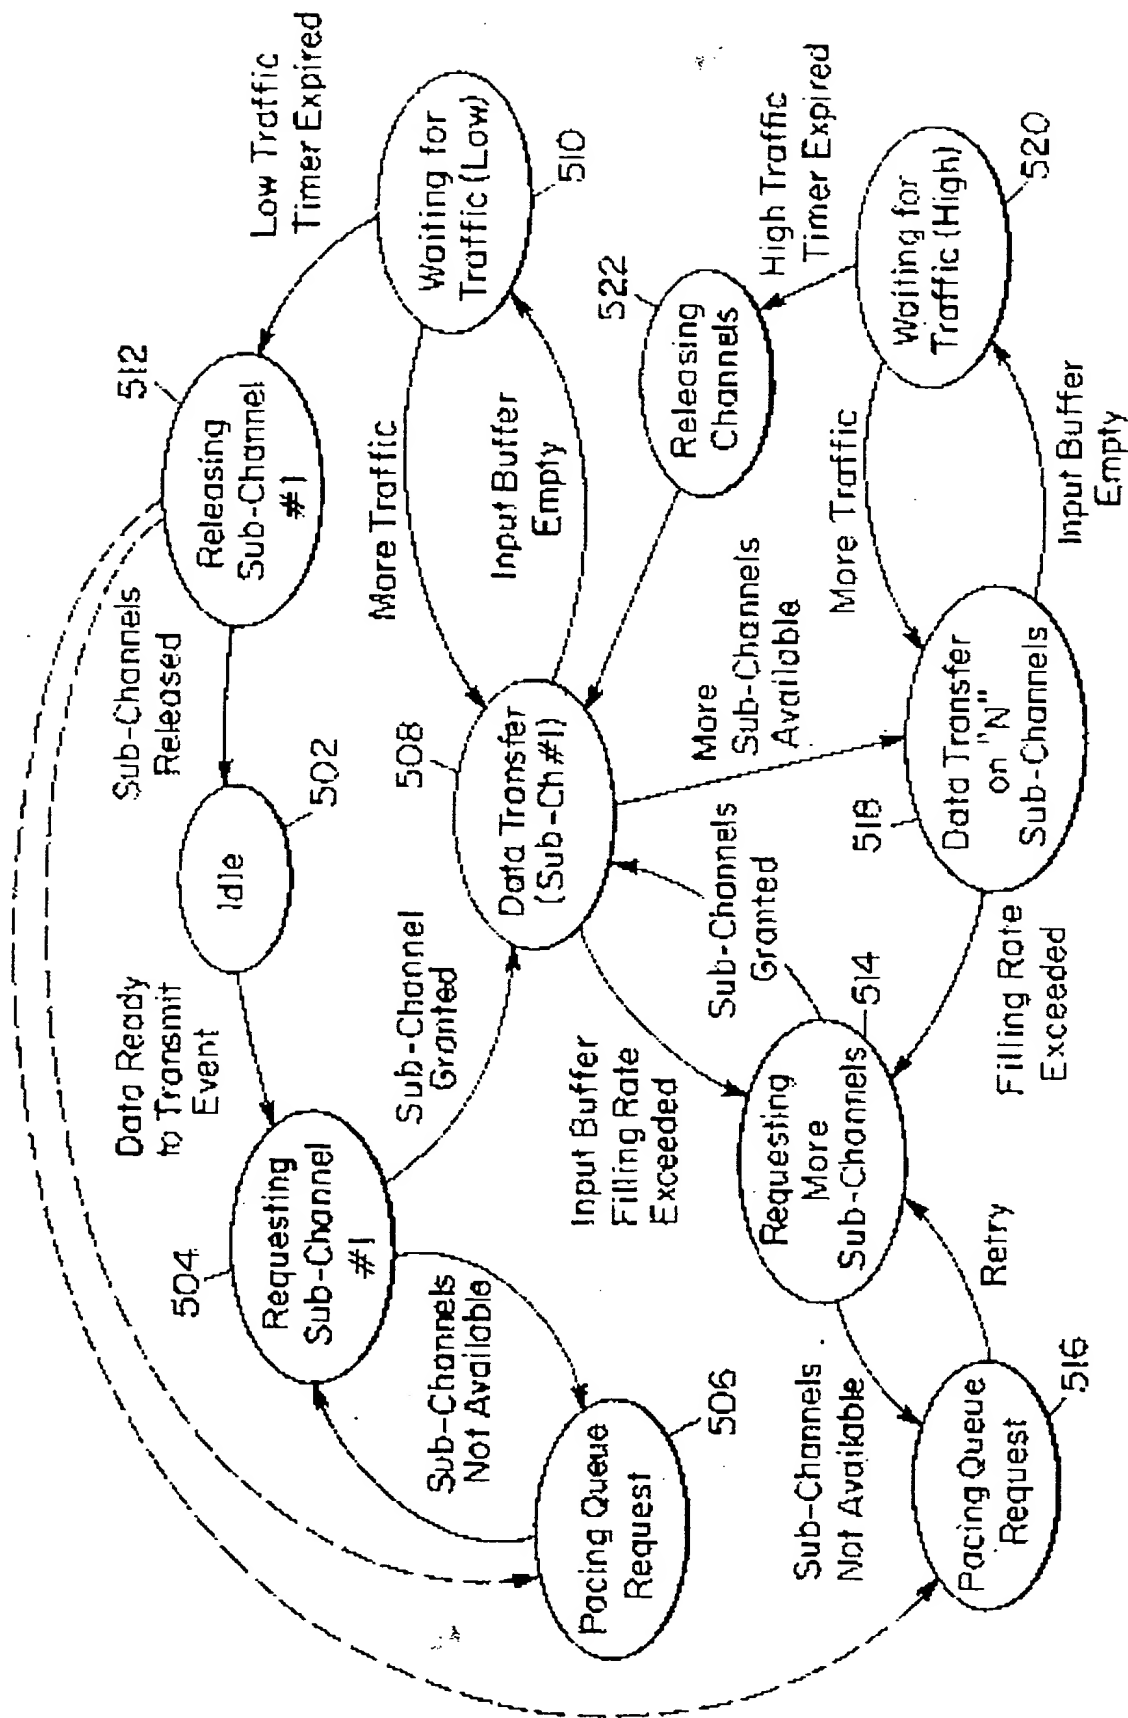 Low Traffic
Timer Expired
512
Releasing
Sub-Channel
#1
Sub-Channels
Released
Idle
502
Data Ready
to Transmit
Event
504
Requesting
Sub-Channel
#1
Waiting for
Traffic (Low)
510
More Traffic
Input Buffer
Empty
508
Data Transfer
(Sub-Ch#1)
Sub-Channel
Granted
Sub-Channels
Not Available
Pacing Queue
Request
506
High Traffic
Timer Expired
522
Releasing
Channels
More
Sub-Channels
Available
Sub-Channels
Granted
Input Buffer
Filling Rate
Exceeded
Waiting for
Traffic (High)
520
More Traffic
Input Buffer
Empty
518
Data Transfer
on "N"
Sub-Channels
Filling Rate
Exceeded
514
Requesting
More
Sub-Channels
Retry
Sub-Channels
Not Available
Pacing Queue
Request
516